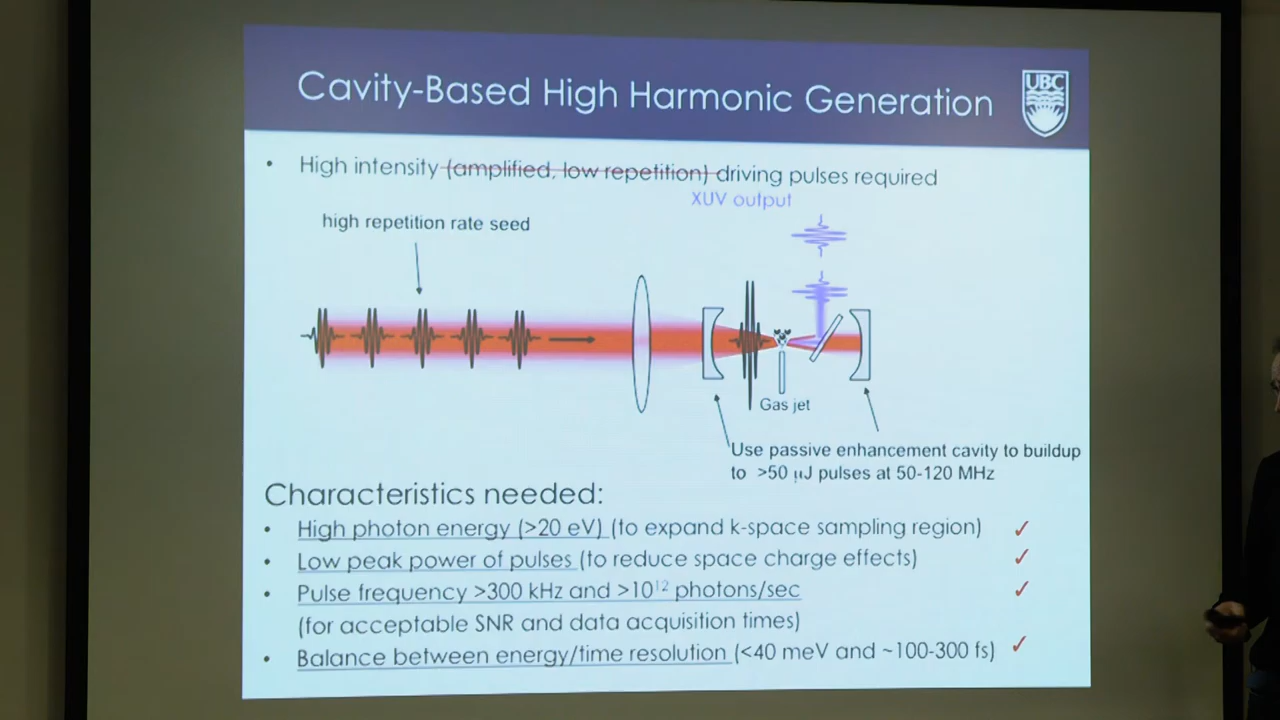 Cavity-Based High Harmonic Generation
UBC
• High intensity (amplified, low repetition) driving pulses required
XUV output
high repetition rate seed
Gas jet
Use passive enhancement cavity to buildup
to >50 µJ pulses at 50-120 MHz
Characteristics needed:
• High photon energy (>20 eV) (to expand k-space sampling region) ✓
• Low peak power of pulses (to reduce space charge effects) ✓
• Pulse frequency >300 kHz and >10¹² photons/sec ✓
(for acceptable SNR and data acquisition times)
• Balance between energy/time resolution (<40 meV and ~100-300 fs) ✓